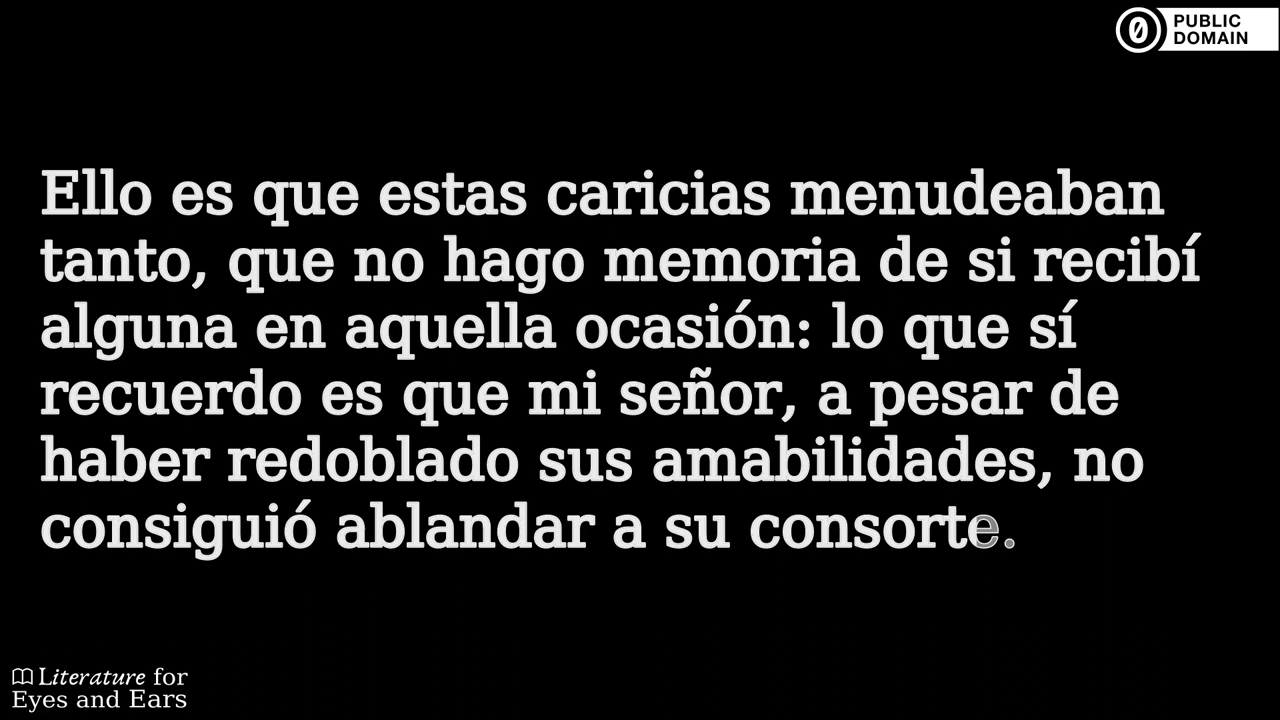 PUBLIC
DOMAIN
Ello es que estas caricias menudeaban
tanto, que no hago memoria de si recibí
alguna en aquella ocasión: lo que sí
recuerdo es que mi señor, a pesar de
haber redoblado sus amabilidades, no
consiguió ablandar a su consorte.
Literature for
Eyes and Ears